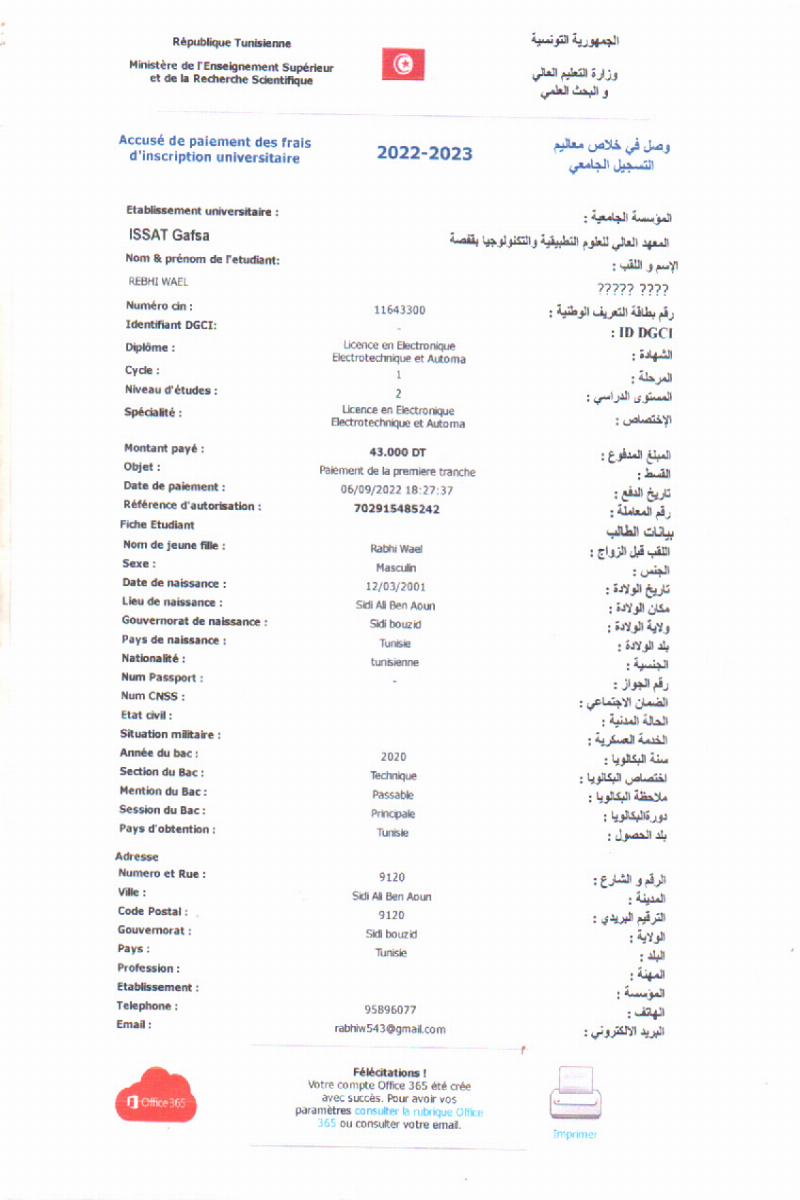 République Tunisienne
Ministère de l'Enseignement Supérieur
et de la Recherche Scientifique
الجمهورية التونسية
وزارة التعليم العالي
و البحث العلمي
Accusé de paiement des frais
d'inscription universitaire
2022-2023
وصل في خلاص معاليم
التسجيل الجامعي
Etablissement universitaire : المؤسسة الجامعية :
ISSAT Gafsa المعهد العالي للعلوم التطبيقية والتكنولوجيا بقفصة
Nom & prénom de l'etudiant: الإسم و اللقب :
REBHI WAEL ????? ????
Numéro cin : 11643300 رقم بطاقة التعريف الوطنية :
Identifiant DGCI: - ID DGCI :
Diplôme : Licence en Electronique الشهادة :
Electrotechnique et Automa
Cycle : 1 المرحلة :
Niveau d'études : 2 المستوى الدراسي :
Spécialité : Licence en Electronique الإختصاص :
Electrotechnique et Automa
Montant payé : 43.000 DT المبلغ المدفوع :
Objet : Paiement de la premiere tranche القسط :
Date de paiement : 06/09/2022 18:27:37 تاريخ الدفع :
Référence d'autorisation : 702915485242 رقم المعاملة :
Fiche Etudiant بيانات الطالب
Nom de jeune fille : Rabhi Wael اللقب قبل الزواج :
Sexe : Masculin الجنس :
Date de naissance : 12/03/2001 تاريخ الولادة :
Lieu de naissance : Sidi Ali Ben Aoun مكان الولادة :
Gouvernorat de naissance : Sidi bouzid ولاية الولادة :
Pays de naissance : Tunisie بلد الولادة :
Nationalité : tunisienne الجنسية :
Num Passport : - رقم الجواز :
Num CNSS : الضمان الاجتماعي :
Etat civil : الحالة المدنية :
Situation militaire : الخدمة العسكرية :
Année du bac : 2020 سنة البكالويا :
Section du Bac : Technique اختصاص البكالويا :
Mention du Bac : Passable ملاحظة البكالويا :
Session du Bac : Principale دورةالبكالويا :
Pays d'obtention : Tunisie بلد الحصول :
Adresse
Numero et Rue : 9120 الرقم و الشارع :
Ville : Sidi Ali Ben Aoun المدينة :
Code Postal : 9120 الترقيم البريدي :
Gouvernorat : Sidi bouzid الولاية :
Pays : Tunisie البلد :
Profession : المهنة :
Etablissement : المؤسسة :
Telephone : 95896077 الهاتف :
Email : rabhiw543@gmail.com البريد الالكتروني :
Office 365
Félécitations !
Votre compte Office 365 été crée
avec succès. Pour avoir vos
paramètres consulter la rubrique Office
365 ou consulter votre email.
Imprimer